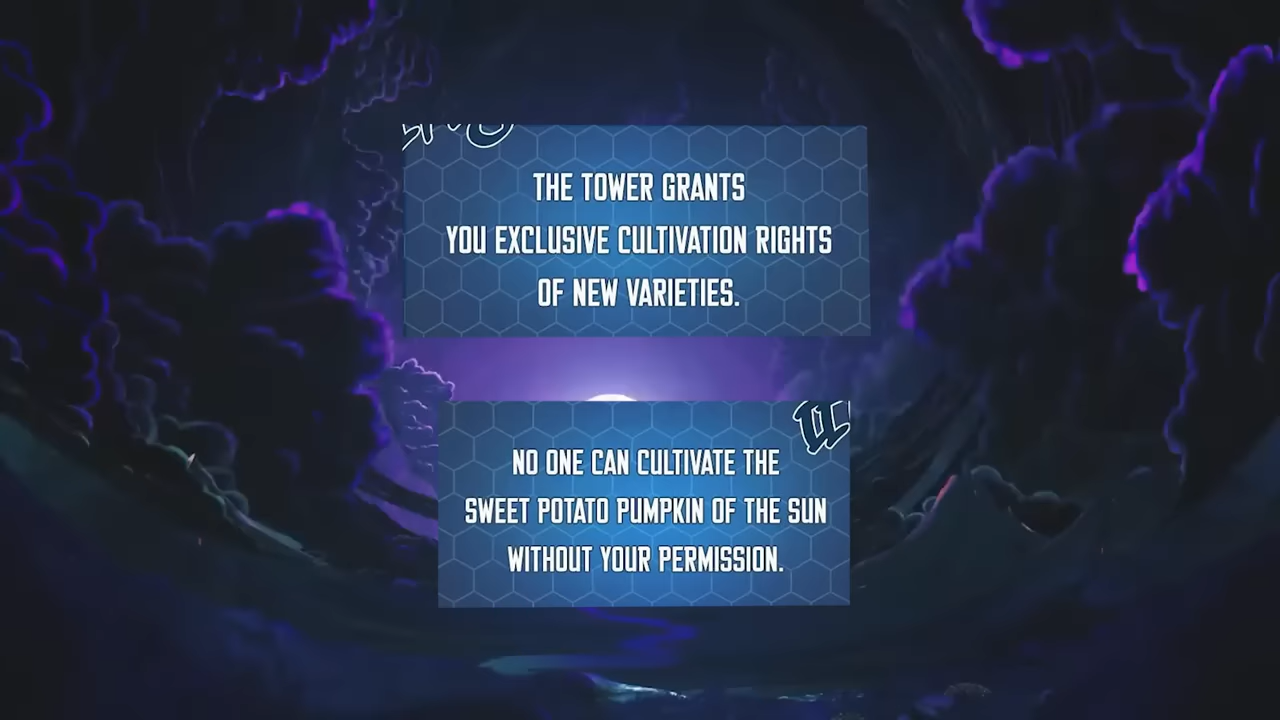 THE TOWER GRANTS
YOU EXCLUSIVE CULTIVATION RIGHTS
OF NEW VARIETIES.
NO ONE CAN CULTIVATE THE
SWEET POTATO PUMPKIN OF THE SUN
WITHOUT YOUR PERMISSION.